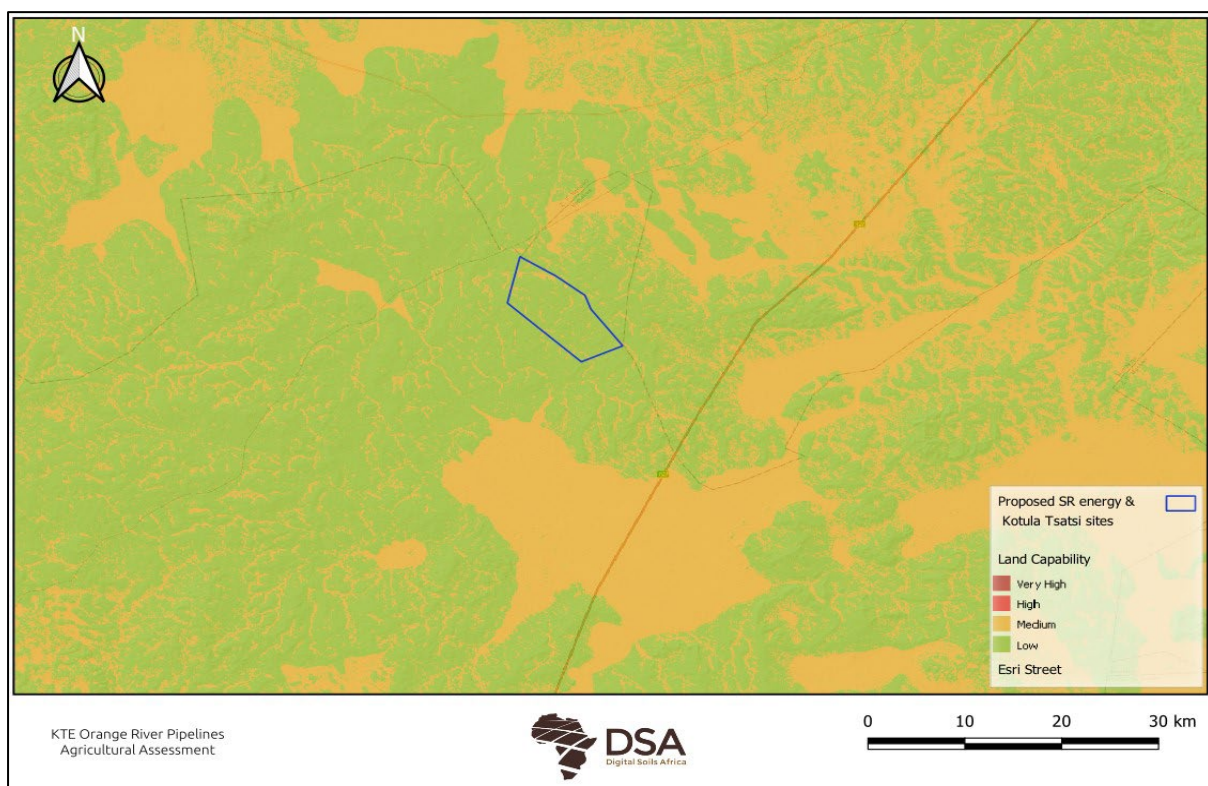 N
Proposed SR energy &
Kotula Tsatsi sites
Land Capability
Very High
High
Medium
Low
Esri Street
KTE Orange River Pipelines
Agricultural Assessment
DSA
Digital Soils Africa
0 10 20 30 km